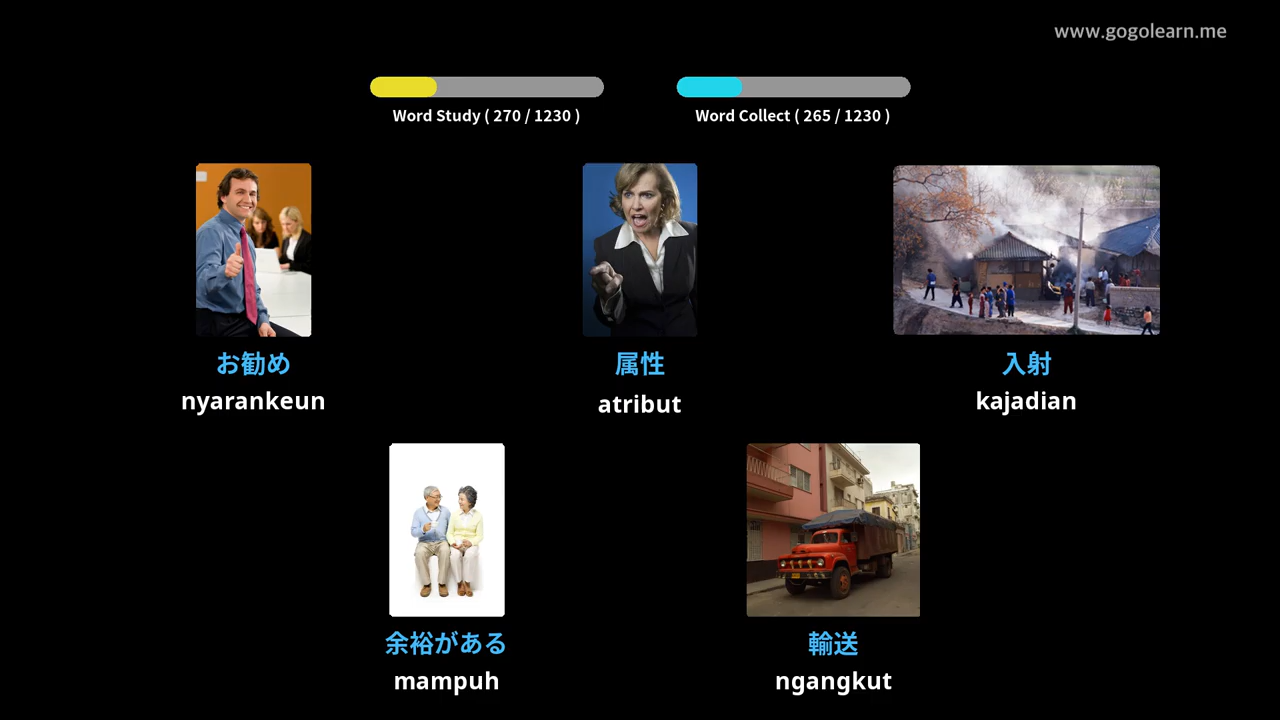 www.gogolearn.me
Word Study ( 270 / 1230 )
Word Collect ( 265 / 1230 )
お勧め
nyarankeun
属性
atribut
入射
kajadian
余裕がある
mampuh
輸送
ngangkut